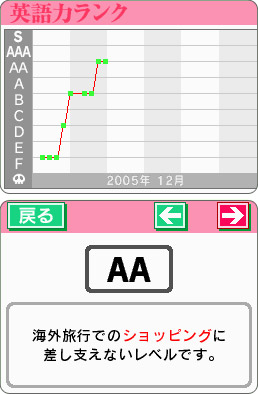 英語力ランク
S
AAA
AA
A
B
C
D
E
F
2005年 12月
戻る
AA
海外旅行でのショッピングに
差し支えないレベルです。